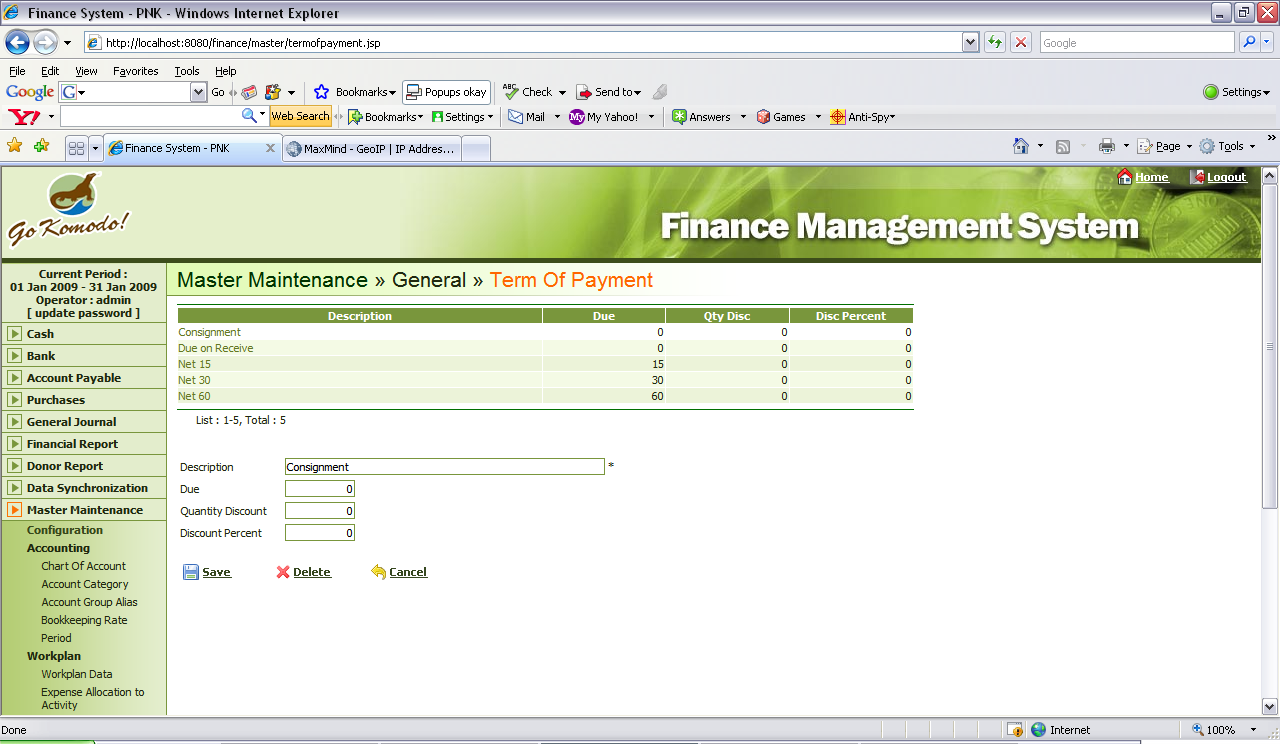 Finance System - PNK - Windows Internet Explorer
http://localhost:8080/finance/master/termofpayment.jsp
Google
File Edit View Favorites Tools Help
Google G Go Bookmarks Popups okay ABC Check Send to Settings
Y! Web Search Bookmarks Settings Mail My My Yahoo! Answers Games Anti-Spy
Finance System - PNK
MaxMind - GeoIP | IP Addres...
Page Tools
Go Komodo!
Home Logout
Finance Management System
Current Period :
01 Jan 2009 - 31 Jan 2009
Operator : admin
[ update password ]
Cash
Bank
Account Payable
Purchases
General Journal
Financial Report
Donor Report
Data Synchronization
Master Maintenance
Configuration
Accounting
Chart Of Account
Account Category
Account Group Alias
Bookkeeping Rate
Period
Workplan
Workplan Data
Expense Allocation to
Activity
Master Maintenance » General » Term Of Payment
Description Due Qty Disc Disc Percent
Consignment 0 0 0
Due on Receive 0 0 0
Net 15 15 0 0
Net 30 30 0 0
Net 60 60 0 0
List : 1-5, Total : 5
Description Consignment *
Due 0
Quantity Discount 0
Discount Percent 0
Save Delete Cancel
Done
Internet
100%